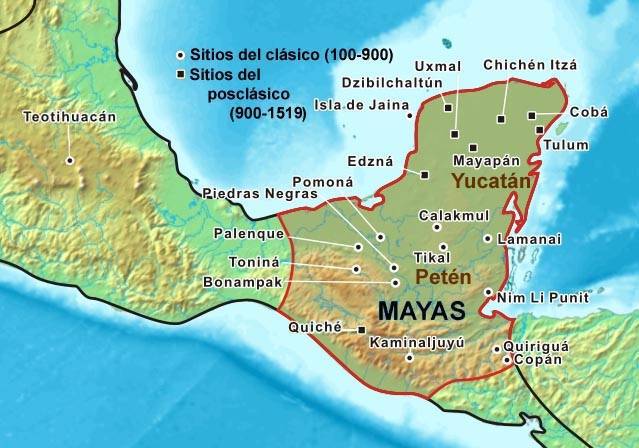 Sitios del clásico (100-900)
Sitios del
posclásico
(900-1519)
Uxmal
Chichén Itzá
Dzibilchaltún
Isla de Jaina
Cobá
Teotihuacán
Tulum
Edzná
Mayapán
Yucatán
Pomoná
Piedras Negras
Calakmul
Palenque
Lamanai
Tikal
Toniná
Petén
Bonampak
Nim Li Punit
MAYAS
Quiché
Kaminaljuyú
Quiriguá
Copán